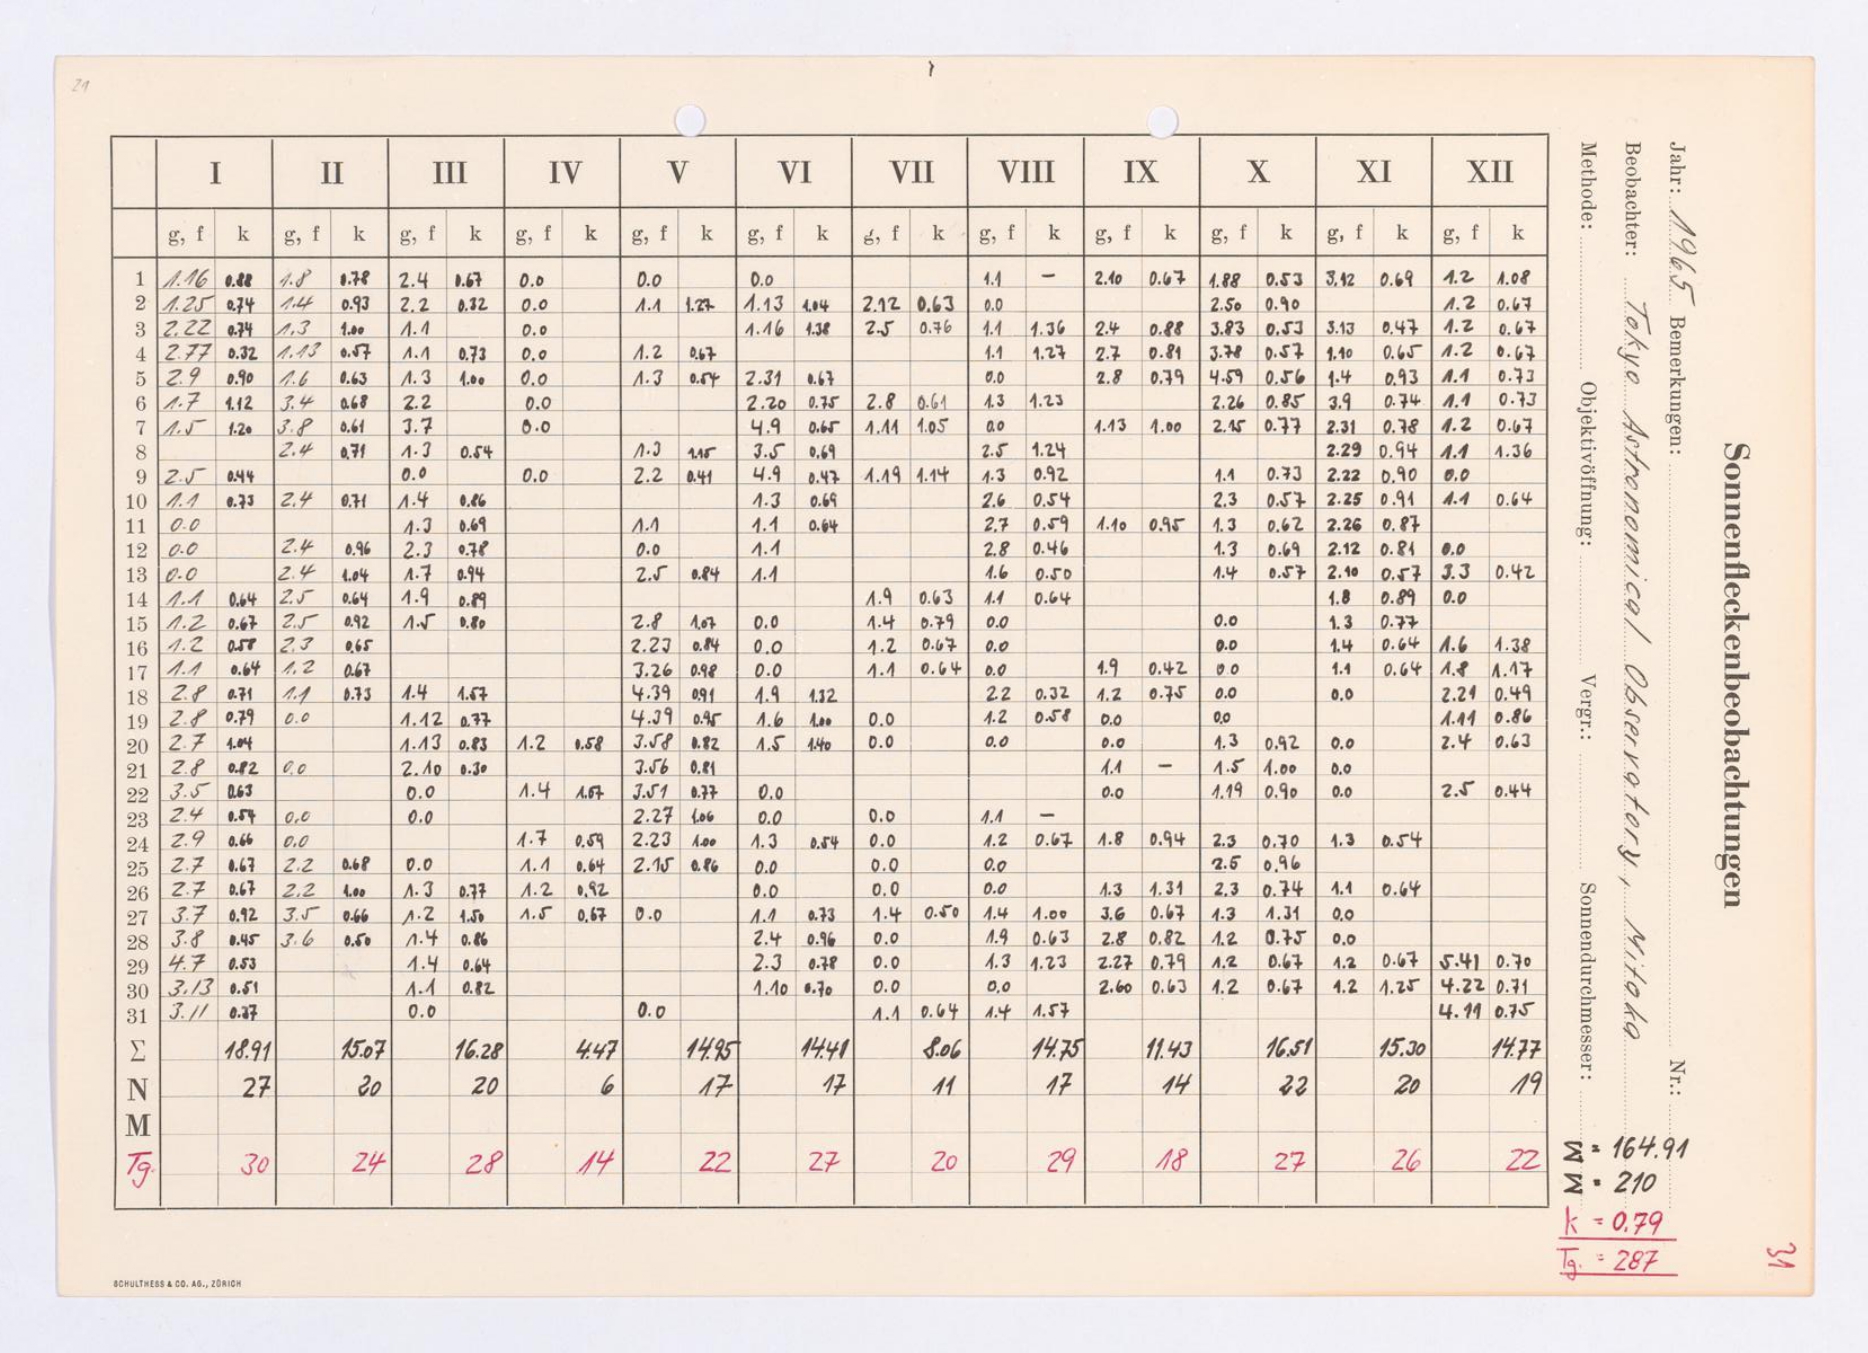 21
I II III IV V VI VII VIII IX X XI XII
g, f k g, f k g, f k g, f k g, f k g, f k g, f k g, f k g, f k g, f k g, f k g, f k
1 1.16 0.88 1.8 0.78 2.4 0.67 0.0 0.0 0.0 1.1 – 2.10 0.67 1.88 0.53 3.12 0.69 1.2 1.08
2 1.25 0.74 1.4 0.93 2.2 0.32 0.0 1.1 1.27 1.13 1.04 2.12 0.63 0.0 2.50 0.90 1.2 0.67
3 2.22 0.74 1.3 1.00 1.1 0.0 1.16 1.38 2.5 0.76 1.1 1.36 2.4 0.88 3.83 0.53 3.13 0.47 1.2 0.67
4 2.77 0.32 1.13 0.57 1.1 0.73 0.0 1.2 0.67 1.1 1.27 2.7 0.81 3.78 0.57 1.10 0.65 1.2 0.67
5 2.9 0.90 1.6 0.63 1.3 1.00 0.0 1.3 0.54 2.31 0.67 0.0 2.8 0.79 4.59 0.56 1.4 0.93 1.1 0.73
6 1.7 1.12 3.4 0.68 2.2 0.0 2.20 0.75 2.8 0.61 1.3 1.23 2.26 0.85 3.9 0.74 1.1 0.73
7 1.5 1.20 3.8 0.61 3.7 0.0 4.9 0.65 1.11 1.05 0.0 1.13 1.00 2.15 0.77 2.31 0.78 1.2 0.67
8 2.4 0.71 1.3 0.54 1.3 1.15 3.5 0.69 2.5 1.24 2.29 0.94 1.1 1.36
9 2.5 0.44 0.0 0.0 2.2 0.41 4.9 0.47 1.19 1.14 1.3 0.92 1.1 0.73 2.22 0.90 0.0
10 1.1 0.73 2.4 0.71 1.4 0.86 1.3 0.69 2.6 0.54 2.3 0.57 2.25 0.91 1.1 0.64
11 0.0 1.3 0.69 1.1 1.1 0.64 2.7 0.59 1.10 0.95 1.3 0.62 2.26 0.87
12 0.0 2.4 0.96 2.3 0.78 0.0 1.1 2.8 0.46 1.3 0.69 2.12 0.81 0.0
13 0.0 2.4 1.04 1.7 0.94 2.5 0.84 1.1 1.6 0.50 1.4 0.57 2.10 0.57 3.3 0.42
14 1.1 0.64 2.5 0.64 1.9 0.89 1.9 0.63 1.1 0.64 1.8 0.89 0.0
15 1.2 0.67 2.5 0.92 1.5 0.80 2.8 1.07 0.0 1.4 0.79 0.0 0.0 1.3 0.77
16 1.2 0.58 2.3 0.65 2.23 0.84 0.0 1.2 0.67 0.0 0.0 1.4 0.64 1.6 1.38
17 1.1 0.64 1.2 0.67 3.26 0.98 0.0 1.1 0.64 0.0 1.9 0.42 0.0 1.1 0.64 1.8 1.17
18 2.8 0.71 1.1 0.73 1.4 1.57 4.39 0.91 1.9 1.32 2.2 0.32 1.2 0.75 0.0 0.0 2.21 0.49
19 2.8 0.79 0.0 1.12 0.77 4.39 0.95 1.6 1.00 0.0 1.2 0.58 0.0 0.0 1.11 0.86
20 2.7 1.04 1.13 0.83 1.2 0.58 3.58 0.82 1.5 1.40 0.0 0.0 0.0 1.3 0.92 0.0 2.4 0.63
21 2.8 0.82 0.0 2.10 0.30 3.56 0.81 1.1 – 1.5 1.00 0.0
22 3.5 0.63 0.0 1.4 1.57 3.51 0.77 0.0 0.0 1.19 0.90 0.0 2.5 0.44
23 2.4 0.54 0.0 0.0 2.27 1.06 0.0 0.0 1.1 –
24 2.9 0.66 0.0 1.7 0.59 2.23 1.00 1.3 0.54 0.0 1.2 0.67 1.8 0.94 2.3 0.70 1.3 0.54
25 2.7 0.67 2.2 0.68 0.0 1.1 0.64 2.15 0.86 0.0 0.0 0.0 2.5 0.96
26 2.7 0.67 2.2 1.00 1.3 0.77 1.2 0.92 0.0 0.0 0.0 1.3 1.31 2.3 0.74 1.1 0.64
27 3.7 0.92 3.5 0.66 1.2 1.50 1.5 0.67 0.0 1.1 0.73 1.4 0.50 1.4 1.00 3.6 0.67 1.3 1.31 0.0
28 3.8 0.45 3.6 0.50 1.4 0.86 2.4 0.96 0.0 1.9 0.63 2.8 0.82 1.2 0.75 0.0
29 4.7 0.53 1.4 0.64 2.3 0.78 0.0 1.3 1.23 2.27 0.79 1.2 0.67 1.2 0.67 5.41 0.70
30 3.13 0.51 1.1 0.82 1.10 0.70 0.0 0.0 2.60 0.63 1.2 0.67 1.2 1.25 4.22 0.71
31 3.11 0.37 0.0 0.0 1.1 0.64 1.4 1.57 4.11 0.75
Σ 18.91 15.07 16.28 4.47 14.95 14.41 8.06 14.75 11.43 16.51 15.30 14.77
N 27 20 20 6 17 17 11 17 14 22 20 19
M
Tg. 30 24 28 14 22 27 20 29 18 27 26 22
SCHULTHESS & CO. AG., ZÜRICH
Sonnenfleckenbeobachtungen
Jahr: 1965 Bemerkungen: Nr.:
Beobachter: Tokyo Astronomical Observatory, Mitaka
Methode: Objektivöffnung: Vergr.: Sonnendurchmesser:
Σ = 164.91
Σ = 210
k = 0.79
Tg. = 287
31